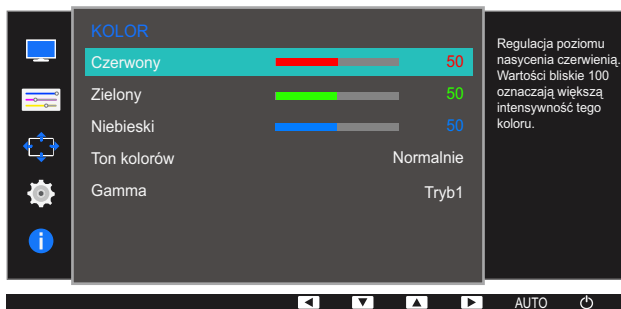 KOLOR
Czerwony 50
Zielony 50
Niebieski 50
Ton kolorów Normalnie
Gamma Tryb1
Regulacja poziomu
nasycenia czerwienią.
Wartości bliskie 100
oznaczają większą
intensywność tego
koloru.
AUTO